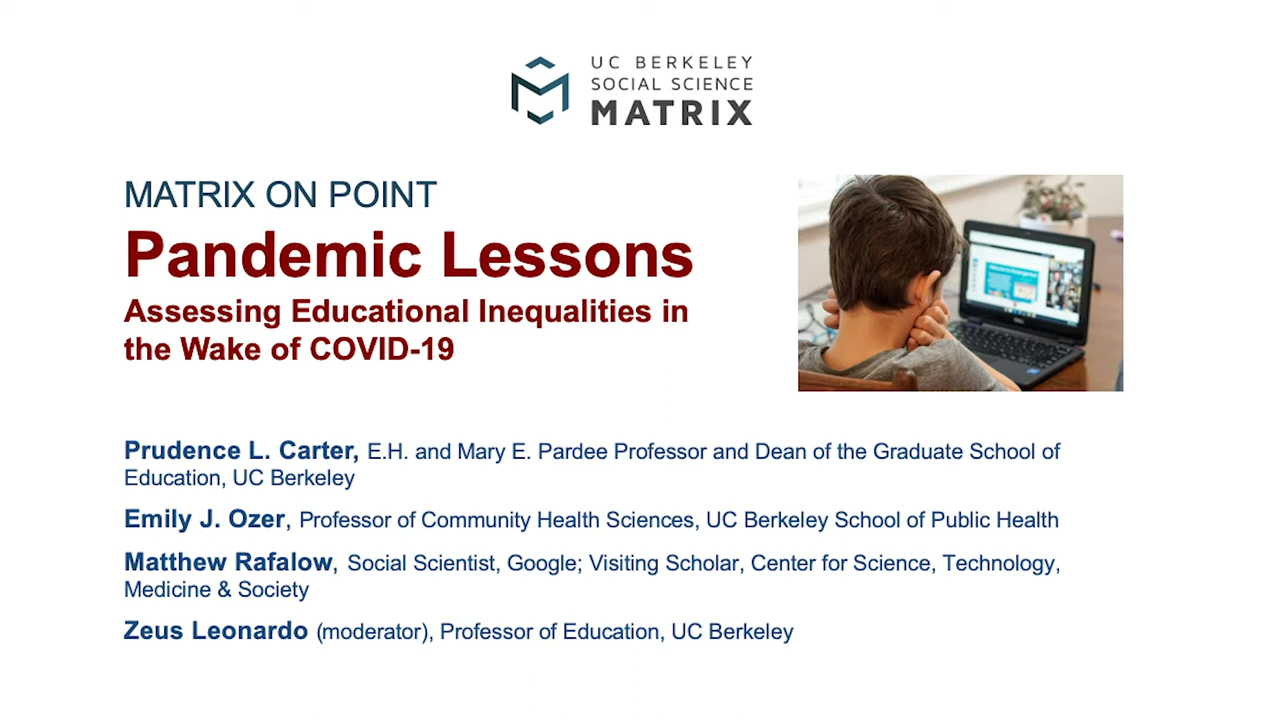 UC BERKELEY
SOCIAL SCIENCE
MATRIX
MATRIX ON POINT
Pandemic Lessons
Assessing Educational Inequalities in
the Wake of COVID-19
Prudence L. Carter, E.H. and Mary E. Pardee Professor and Dean of the Graduate School of
Education, UC Berkeley
Emily J. Ozer, Professor of Community Health Sciences, UC Berkeley School of Public Health
Matthew Rafalow, Social Scientist, Google; Visiting Scholar, Center for Science, Technology,
Medicine & Society
Zeus Leonardo (moderator), Professor of Education, UC Berkeley